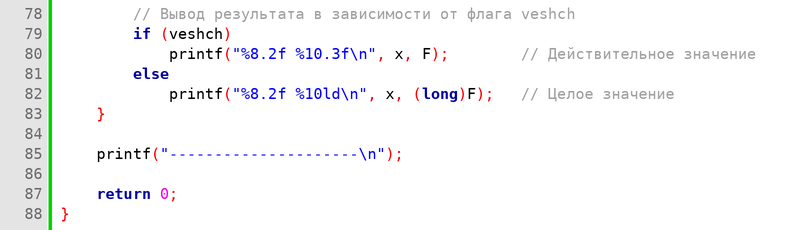 78 // Вывод результата в зависимости от флага veshch
79 if (veshch)
80 printf("%8.2f %10.3f\n", x, F); // Действительное значение
81 else
82 printf("%8.2f %10ld\n", x, (long)F); // Целое значение
83 }
84
85 printf("---------------------\n");
86
87 return 0;
88 }